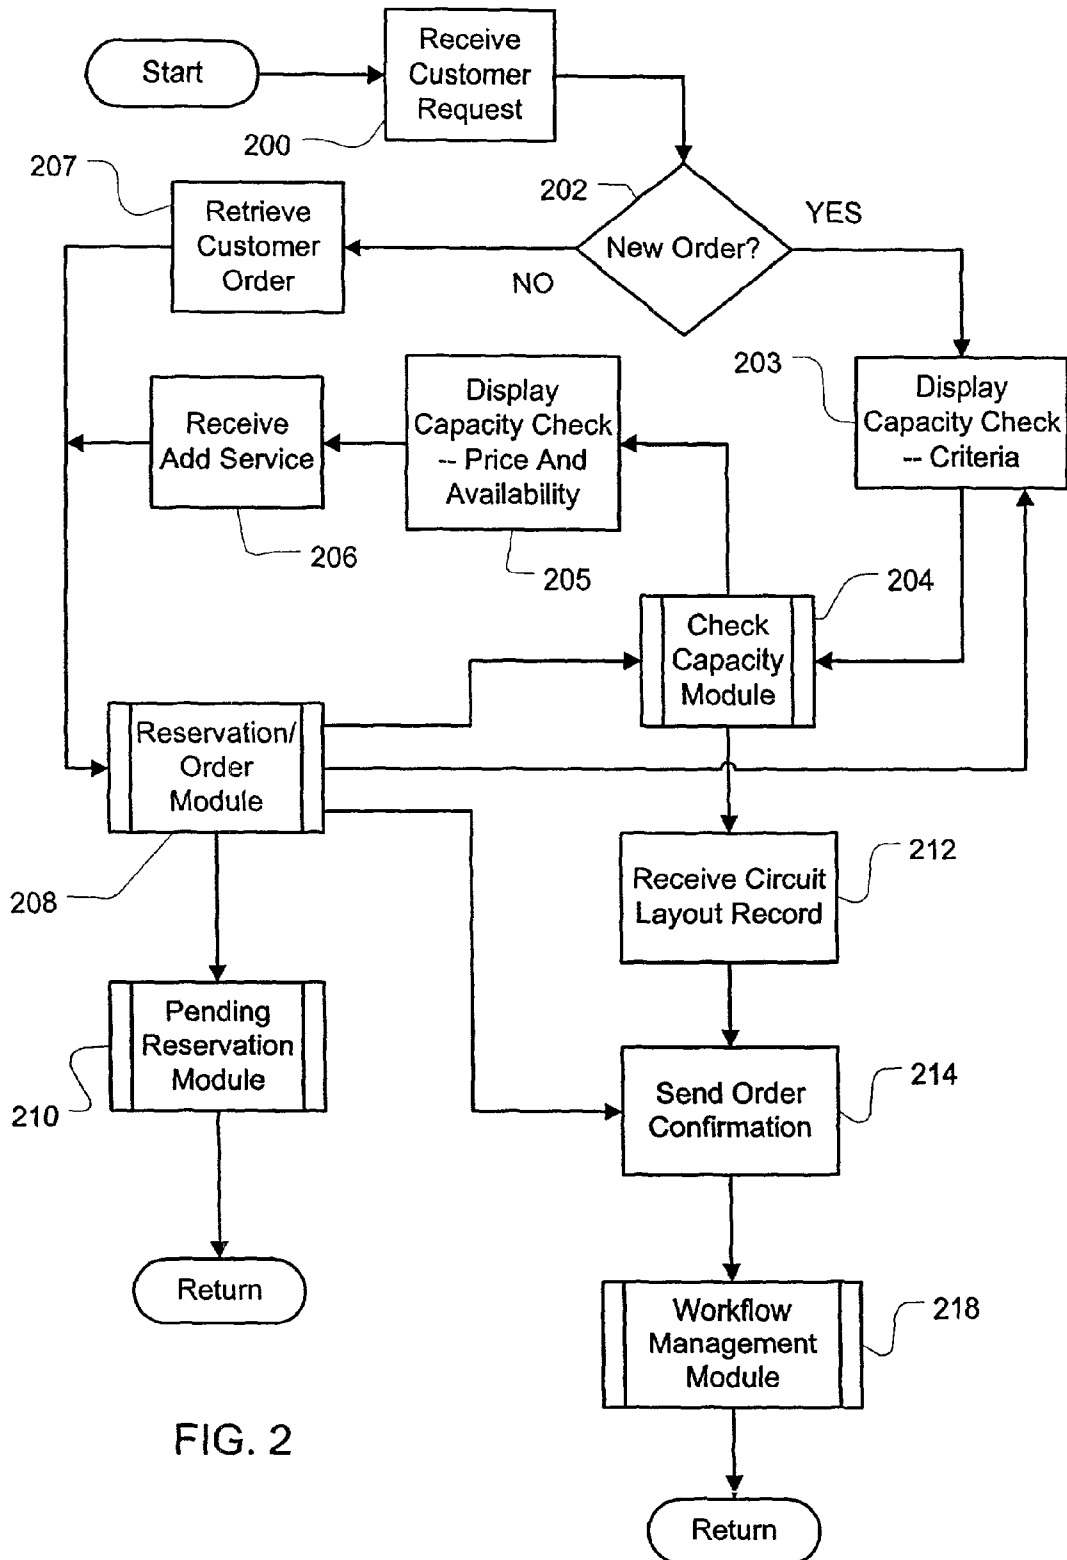 Start
Receive
Customer
Request
200
207
Retrieve
Customer
Order
202
New Order?
YES
NO
203
Display
Capacity Check
-- Criteria
Receive
Add Service
206
Display
Capacity Check
-- Price And
Availability
205
204
Check
Capacity
Module
Reservation/
Order
Module
208
212
Receive Circuit
Layout Record
Pending
Reservation
Module
210
214
Send Order
Confirmation
Return
218
Workflow
Management
Module
FIG. 2
Return